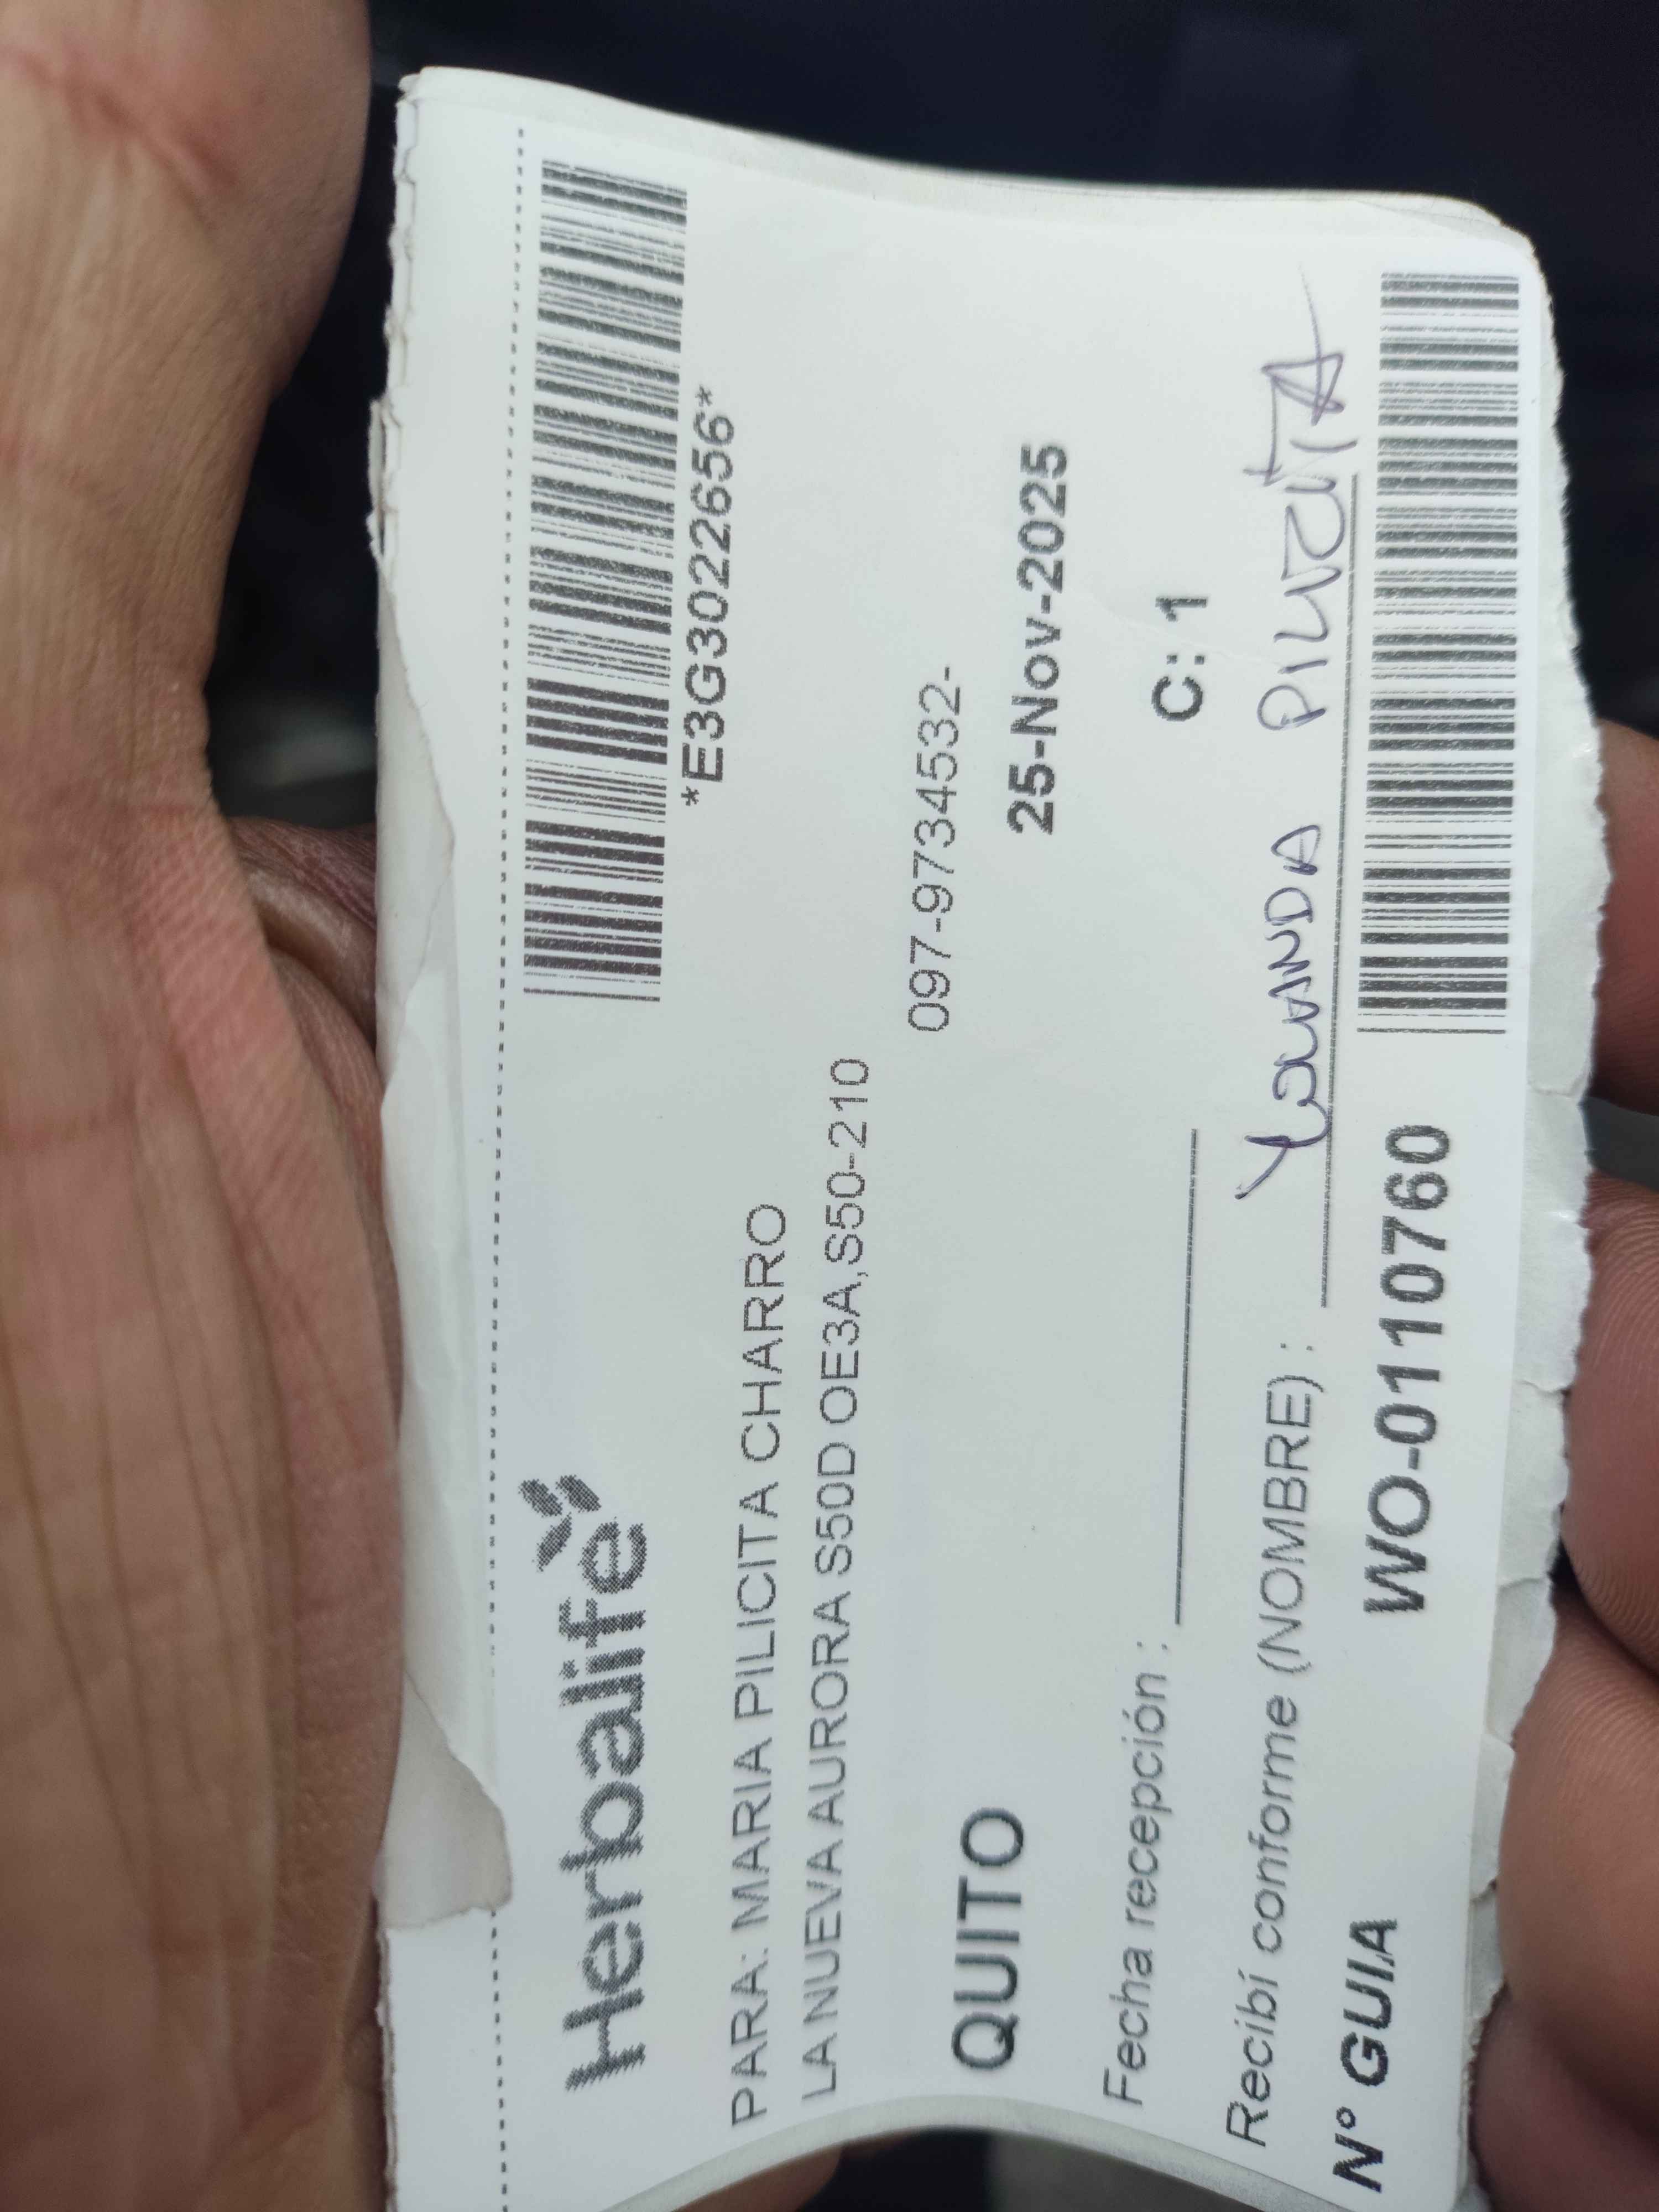 Herbalife
*E3G3022656*
PARA: MARIA PILICITA CHARRO
LA NUEVA AURORA S50D OE3A,S50-210
097-9734532-
QUITO
25-Nov-2025
Fecha recepción :
C: 1
Recibí conforme (NOMBRE) : YOLANDA PILICITA
N° GUIA WO-0110760